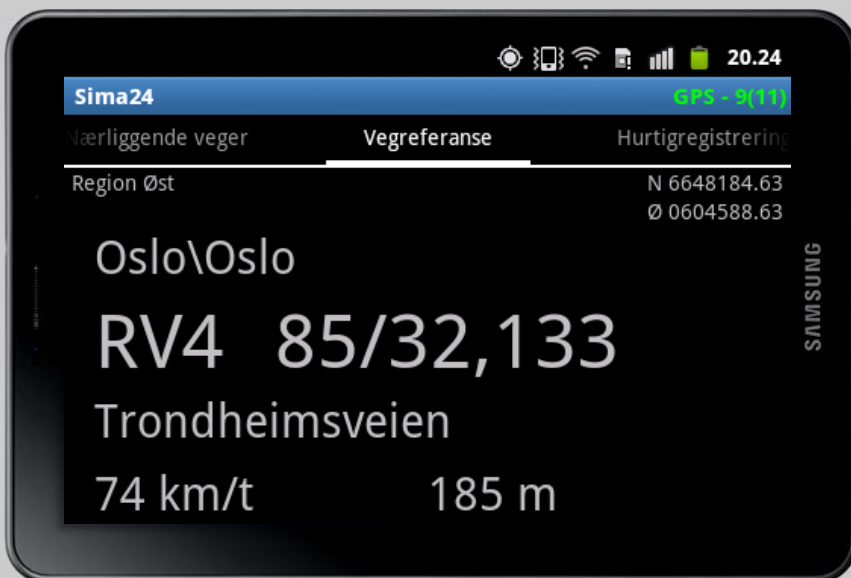 20.24
Sima24 GPS - 9(11)
Nærliggende veger Vegreferanse Hurtigregistrering
Region Øst N 6648184.63
Ø 0604588.63
Oslo\Oslo
RV4 85/32,133
Trondheimsveien
74 km/t 185 m
SAMSUNG